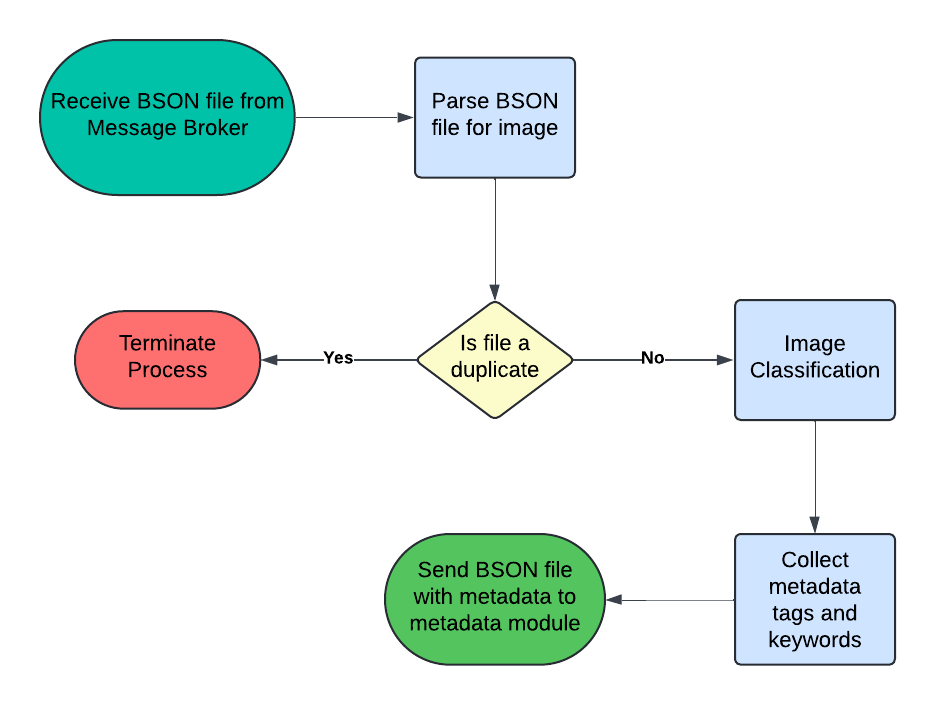 Receive BSON file from
Message Broker
Parse BSON
file for image
Terminate
Process
Yes
Is file a
duplicate
No
Image
Classification
Send BSON file
with metadata to
metadata module
Collect
metadata
tags and
keywords